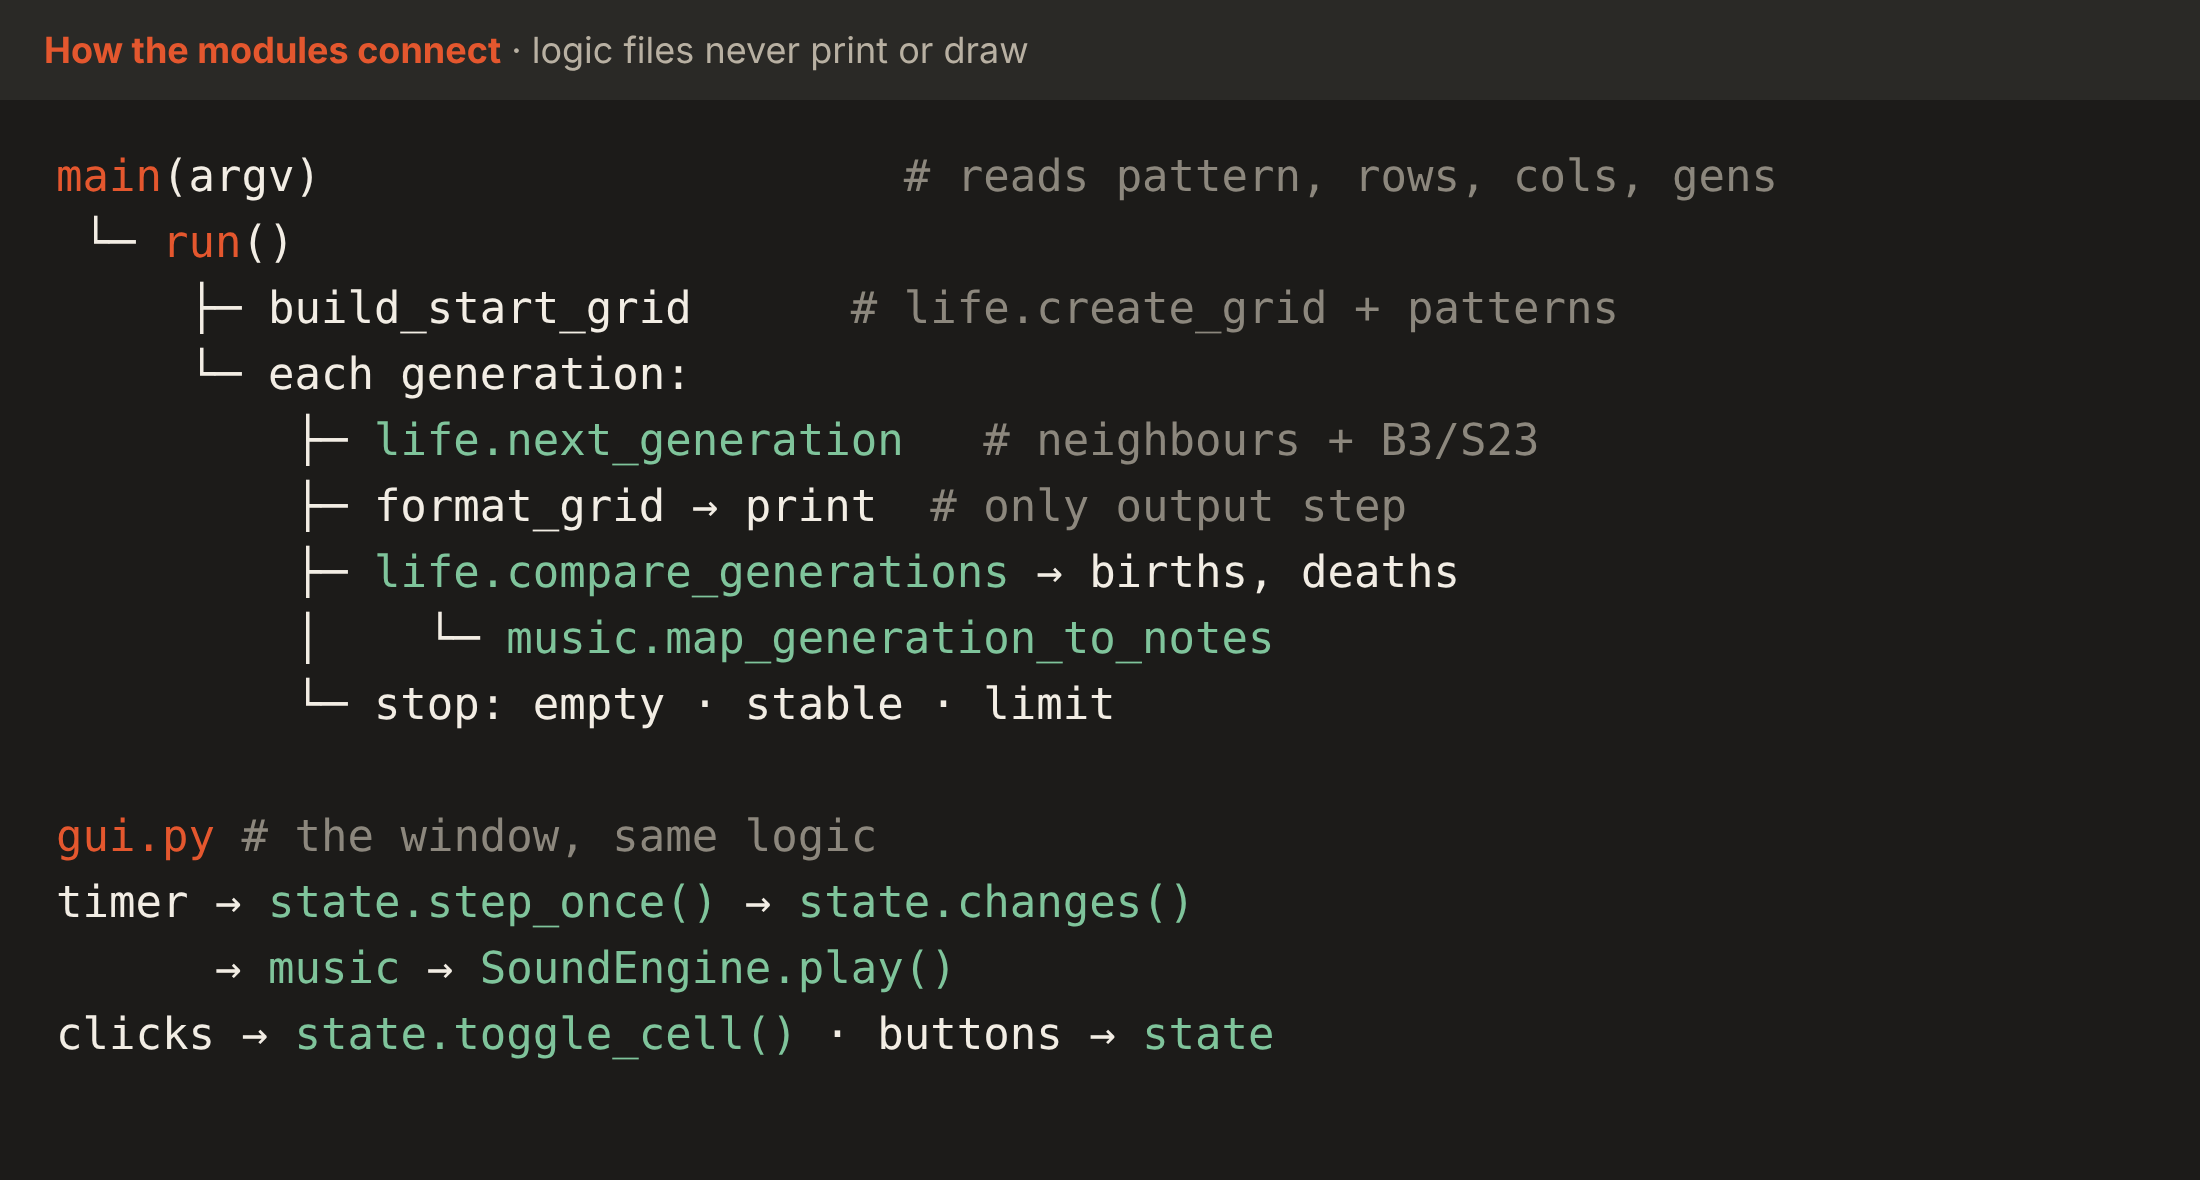 How the modules connect · logic files never print or draw
main(argv)                      # reads pattern, rows, cols, gens
 └─ run()
     ├─ build_start_grid      # life.create_grid + patterns
     └─ each generation:
         ├─ life.next_generation   # neighbours + B3/S23
         ├─ format_grid → print  # only output step
         ├─ life.compare_generations → births, deaths
         │    └─ music.map_generation_to_notes
         └─ stop: empty · stable · limit
gui.py # the window, same logic
timer → state.step_once() → state.changes()
      → music → SoundEngine.play()
clicks → state.toggle_cell() · buttons → state